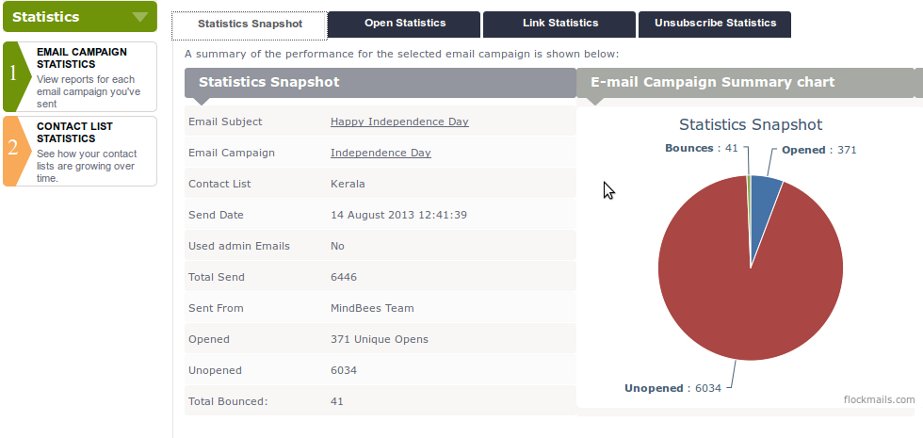 Statistics
1
EMAIL CAMPAIGN
STATISTICS
View reports for each
email campaign you've
sent
2
CONTACT LIST
STATISTICS
See how your contact
lists are growing over
time.
Statistics Snapshot
Open Statistics
Link Statistics
Unsubscribe Statistics
A summary of the performance for the selected email campaign is shown below:
Statistics Snapshot
Email Subject Happy Independence Day
Email Campaign Independence Day
Contact List Kerala
Send Date 14 August 2013 12:41:39
Used admin Emails No
Total Send 6446
Sent From MindBees Team
Opened 371 Unique Opens
Unopened 6034
Total Bounced: 41
E-mail Campaign Summary chart
Statistics Snapshot
Bounces : 41
Opened : 371
Unopened : 6034
flockmails.com